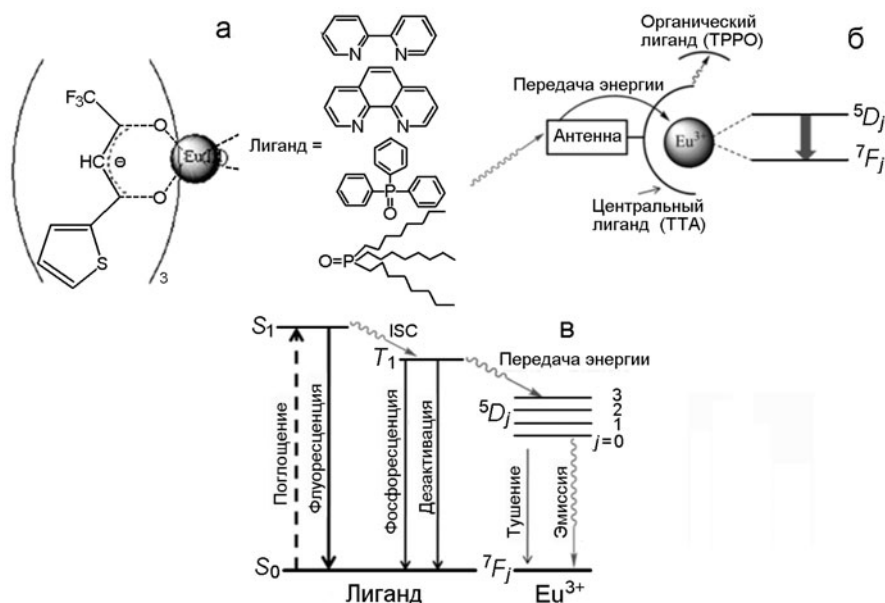 а
F₃C
HC
⊖
O
O
S
3
Лиганд =
N
N
N
N
P
O
O=P
б
Органический
лиганд (TPPO)
Передача энергии
Антенна
Eu³⁺
⁵Dⱼ
⁷Fⱼ
Центральный
лиганд (TTA)
в
S₁
ISC
T₁
Передача энергии
⁵Dⱼ
3
2
1
j=0
Поглощение
Флуоресценция
Фосфоресценция
Дезактивация
Тушение
Эмиссия
S₀
⁷Fⱼ
Лиганд
Eu³⁺